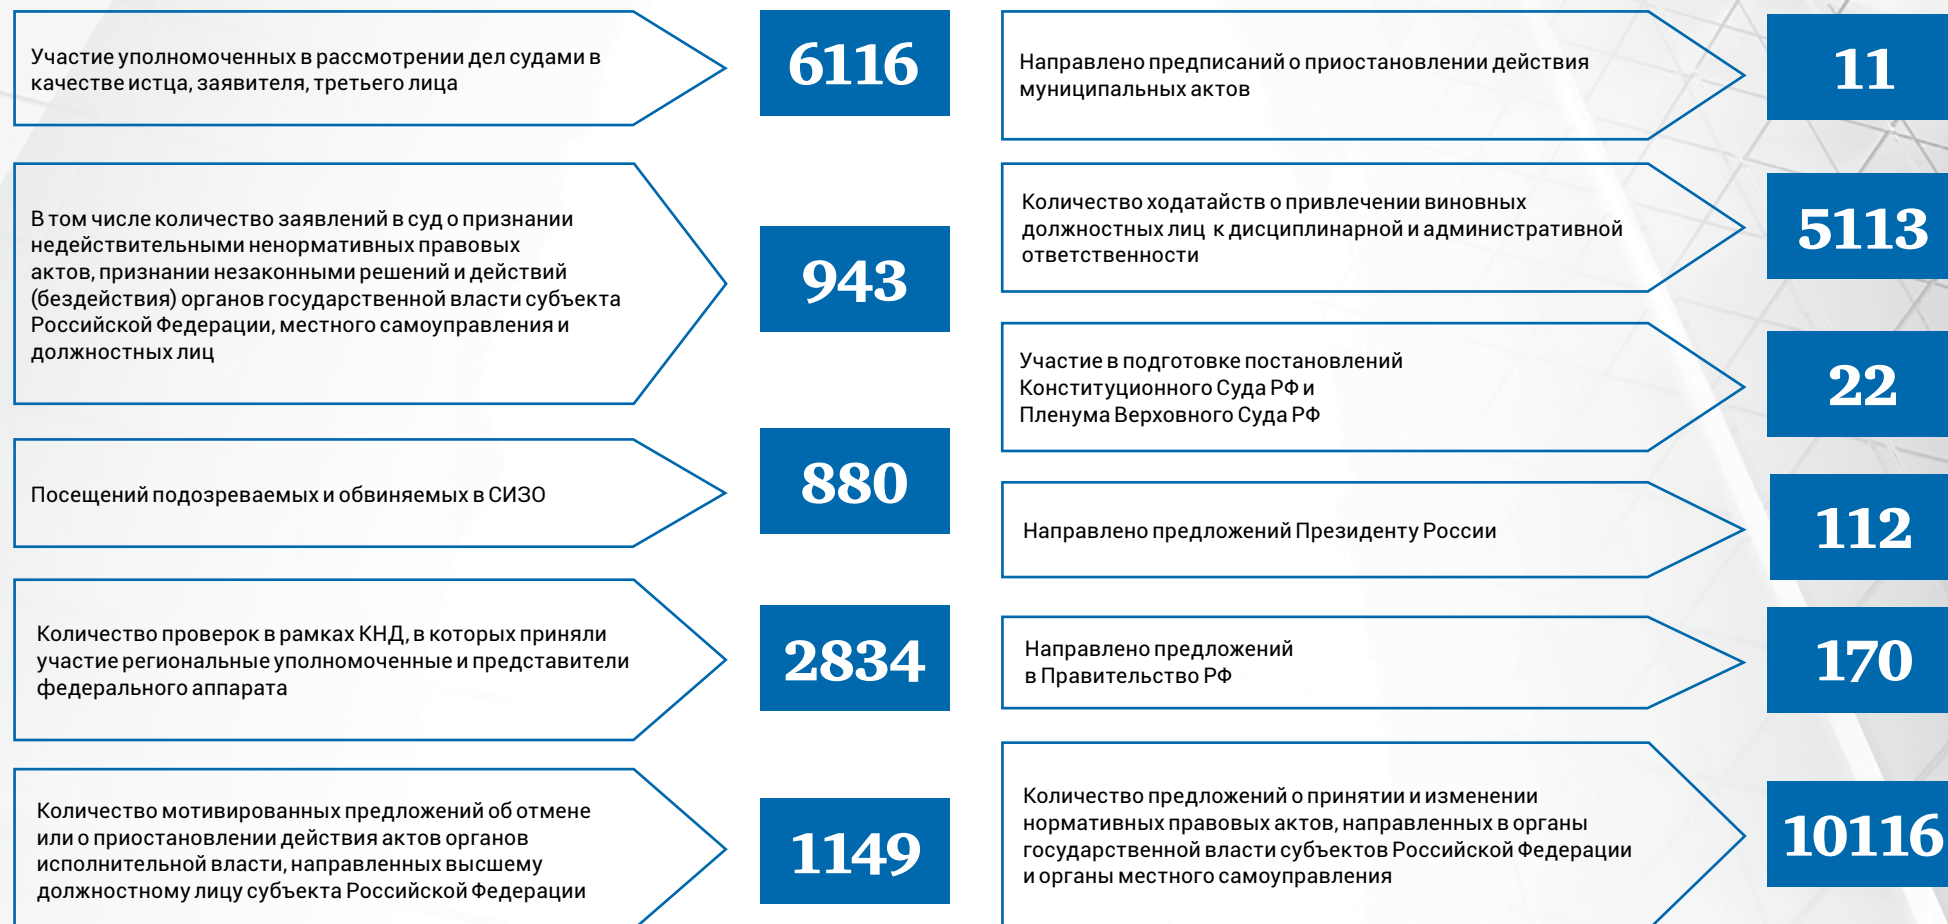 Участие уполномоченных в рассмотрении дел судами в
качестве истца, заявителя, третьего лица
6116
В том числе количество заявлений в суд о признании
недействительными ненормативных правовых
актов, признании незаконными решений и действий
(бездействия) органов государственной власти субъекта
Российской Федерации, местного самоуправления и
должностных лиц
943
Посещений подозреваемых и обвиняемых в СИЗО
880
Количество проверок в рамках КНД, в которых приняли
участие региональные уполномоченные и представители
федерального аппарата
2834
Количество мотивированных предложений об отмене
или о приостановлении действия актов органов
исполнительной власти, направленных высшему
должностному лицу субъекта Российской Федерации
1149
Направлено предписаний о приостановлении действия
муниципальных актов
11
Количество ходатайств о привлечении виновных
должностных лиц к дисциплинарной и административной
ответственности
5113
Участие в подготовке постановлений
Конституционного Суда РФ и
Пленума Верховного Суда РФ
22
Направлено предложений Президенту России
112
Направлено предложений
в Правительство РФ
170
Количество предложений о принятии и изменении
нормативных правовых актов, направленных в органы
государственной власти субъектов Российской Федерации
и органы местного самоуправления
10116